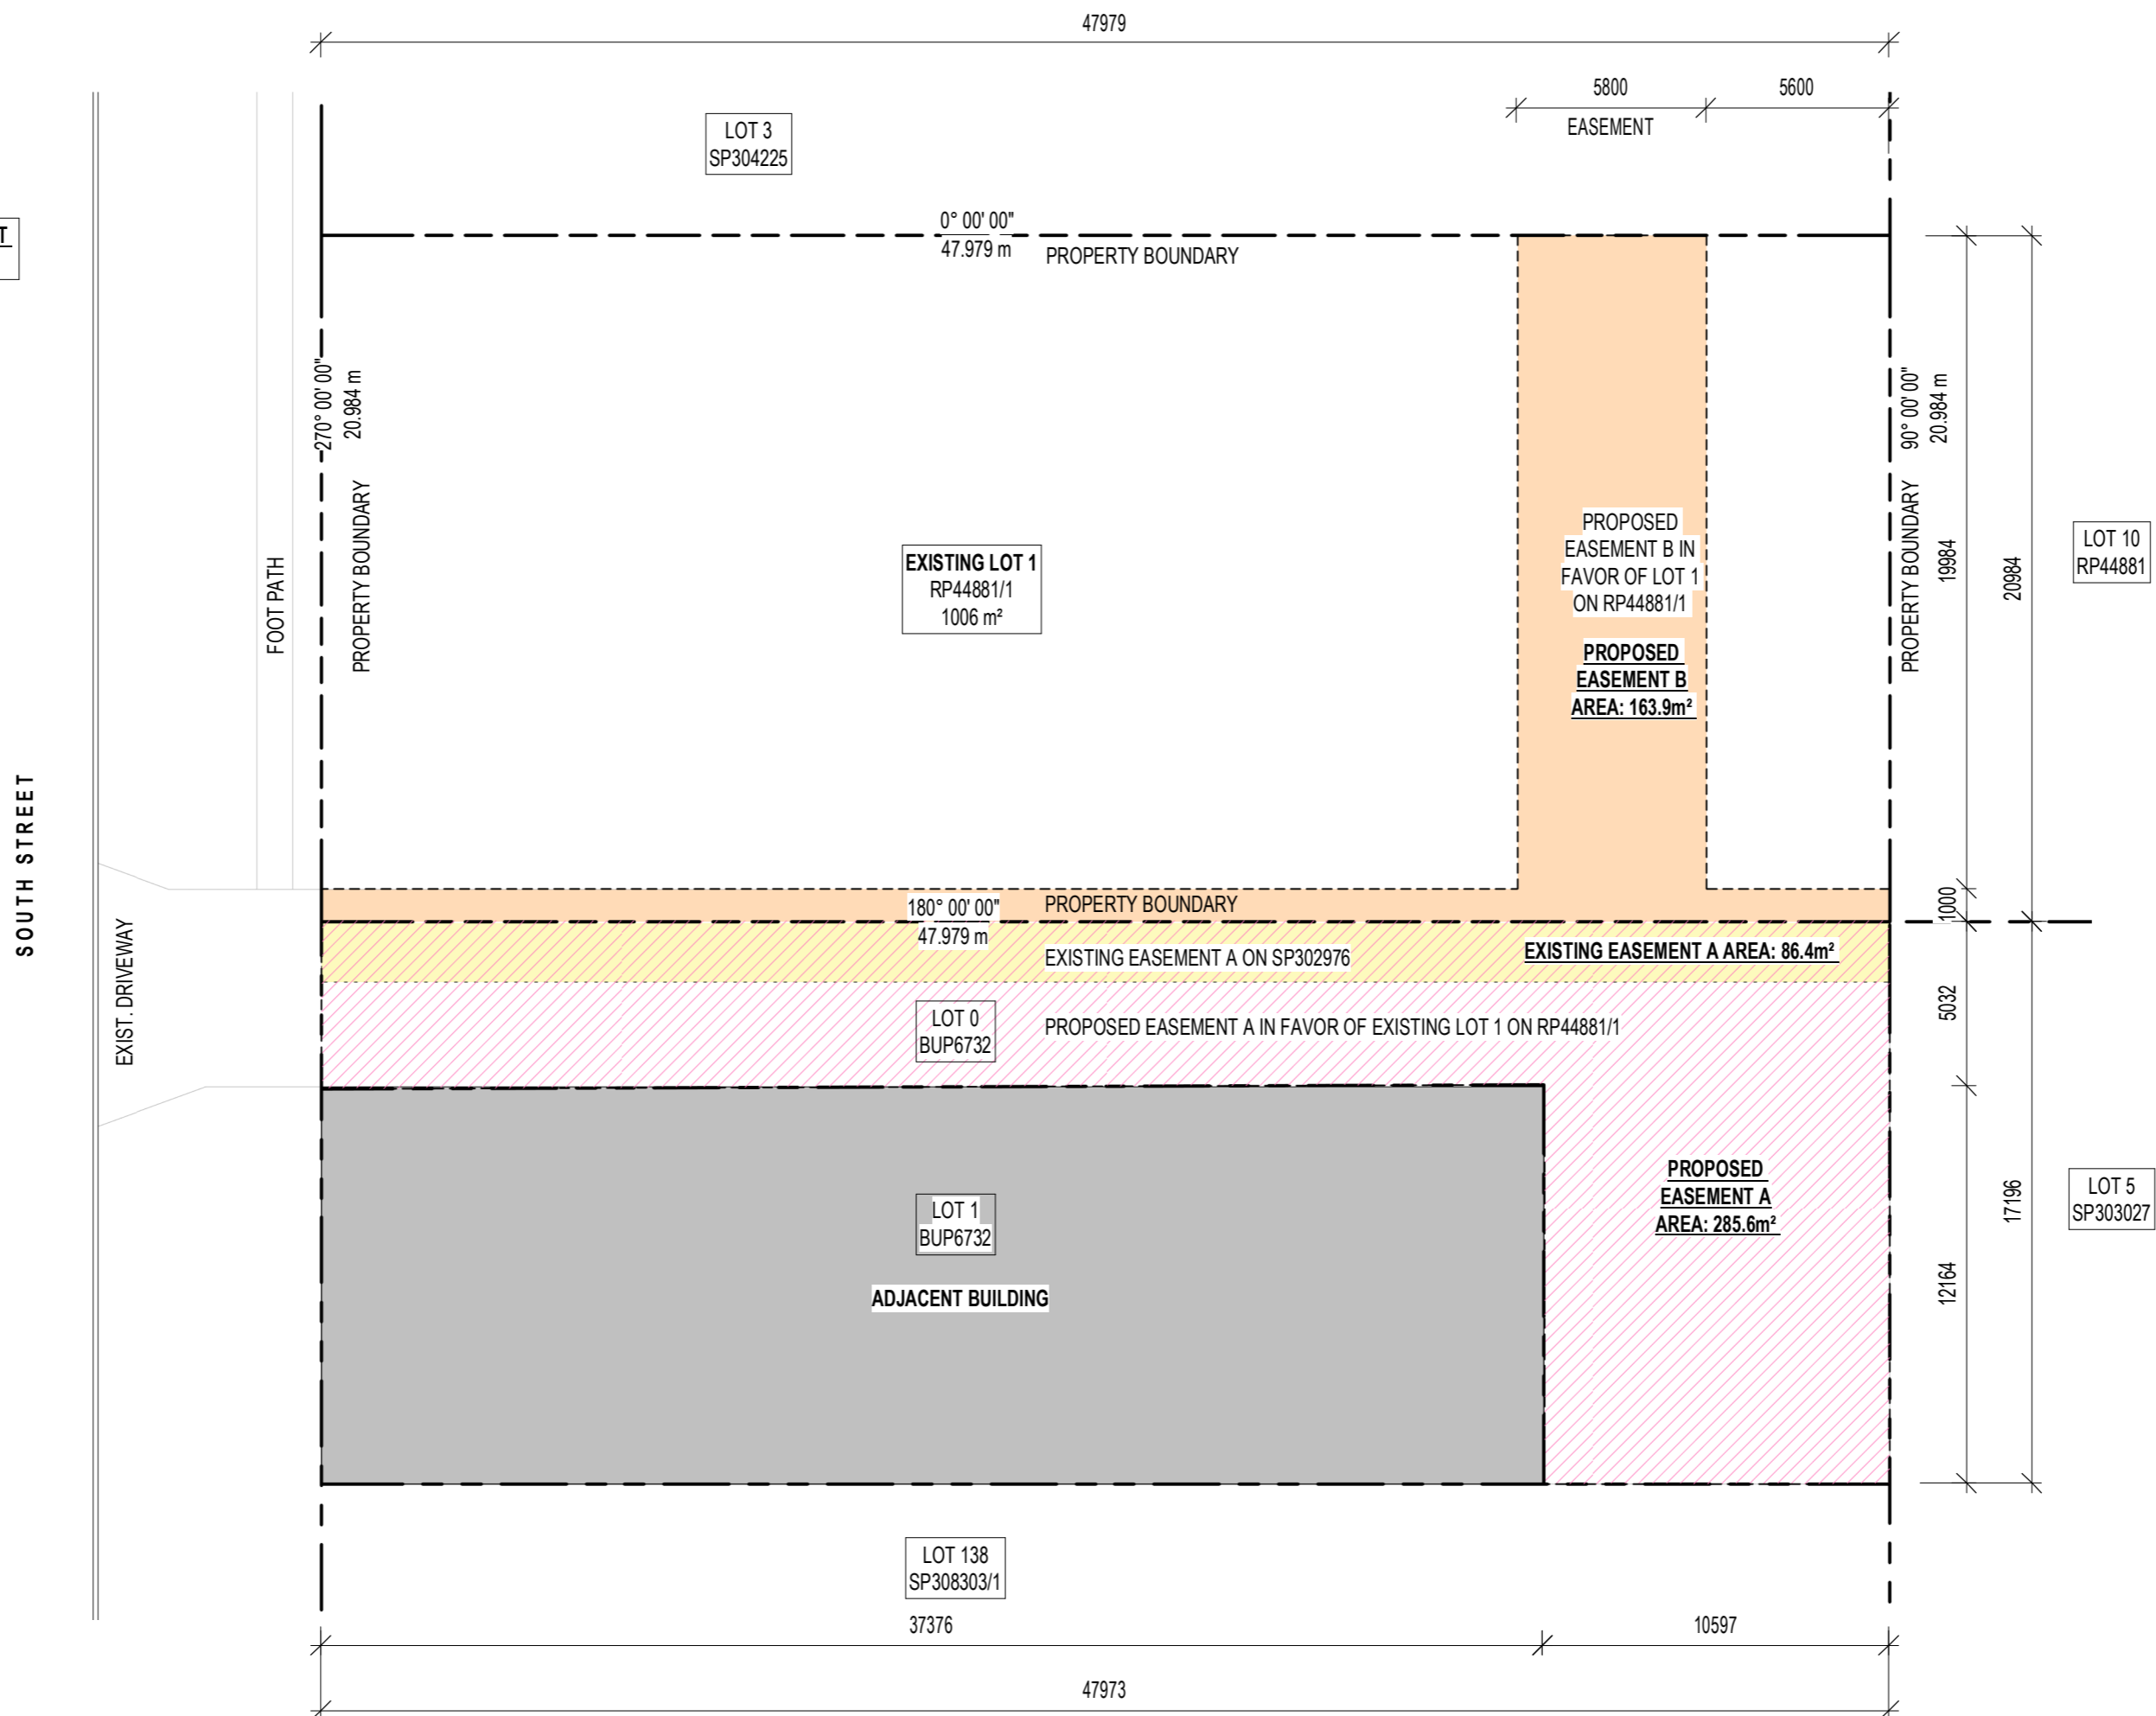 47979
5800
5600
EASEMENT
LOT 3
SP304225
T
0° 00' 00"
47.979 m
PROPERTY BOUNDARY
270° 00' 00"
20.984 m
PROPERTY BOUNDARY
FOOT PATH
EXISTING LOT 1
RP44881/1
1006 m²
PROPOSED
EASEMENT B IN
FAVOR OF LOT 1
ON RP44881/1
PROPOSED
EASEMENT B
AREA: 163.9m²
90° 00' 00"
20.984 m
PROPERTY BOUNDARY
19984
20984
LOT 10
RP44881
SOUTH STREET
EXIST. DRIVEWAY
180° 00' 00"
47.979 m
PROPERTY BOUNDARY
1000
EXISTING EASEMENT A ON SP302976
EXISTING EASEMENT A AREA: 86.4m²
LOT 0
BUP6732
PROPOSED EASEMENT A IN FAVOR OF EXISTING LOT 1 ON RP44881/1
5032
LOT 1
BUP6732
ADJACENT BUILDING
PROPOSED
EASEMENT A
AREA: 285.6m²
12164
17196
LOT 5
SP303027
LOT 138
SP308303/1
37376
10597
47973